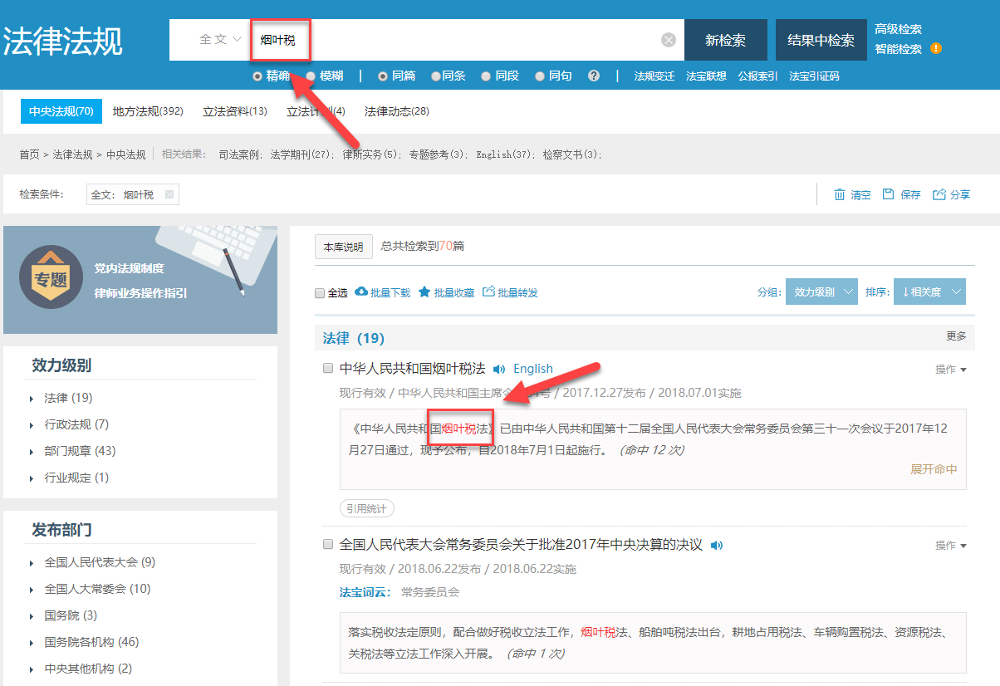 法律法规
全文
烟叶税
新检索
结果中检索
高级检索
智能检索
精确 模糊 | 同篇 同条 同段 同句 ? | 法规变迁 法宝联想 公报索引 法宝引证码
中央法规(70) 地方法规(392) 立法资料(13) 立法计划(4) 法律动态(28)
首页 > 法律法规 > 中央法规 相关结果: 司法案例; 法学期刊(27); 律所实务(5); 专题参考(3); English(37); 检察文书(3);
检索条件: 全文: 烟叶税
清空 保存 分享
专题
党内法规制度
律师业务操作指引
效力级别
法律 (19)
行政法规 (7)
部门规章 (43)
行业规定 (1)
发布部门
全国人民代表大会 (9)
全国人大常委会 (10)
国务院 (3)
国务院各机构 (46)
中央其他机构 (2)
本库说明 总共检索到70篇
全选 批量下载 批量收藏 批量转发 分组: 效力级别 排序: ↓相关度
法律 (19) 更多
中华人民共和国烟叶税法 English 操作
现行有效 / 中华人民共和国主席令 号 / 2017.12.27发布 / 2018.07.01实施
《中华人民共和国烟叶税法》已由中华人民共和国第十二届全国人民代表大会常务委员会第三十一次会议于2017年12
月27日通过，现予公布，自2018年7月1日起施行。 (命中 12 次)
展开命中
引用统计
全国人民代表大会常务委员会关于批准2017年中央决算的决议 操作
现行有效 / 2018.06.22发布 / 2018.06.22实施
法宝词云: 常务委员会
落实税收法定原则，配合做好税收立法工作，烟叶税法、船舶吨税法出台，耕地占用税法、车辆购置税法、资源税法、
关税法等立法工作深入开展。 (命中 1 次)